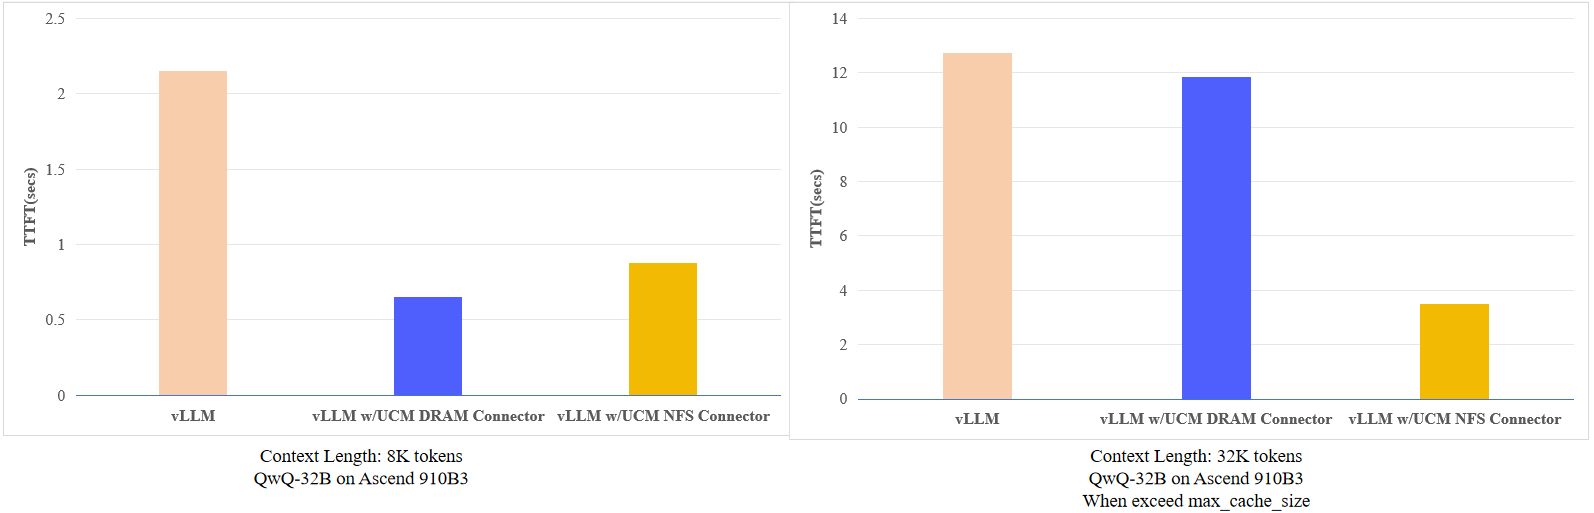 2.5
2
1.5
1
0.5
0
TTFT(secs)
vLLM
vLLM w/UCM DRAM Connector
vLLM w/UCM NFS Connector
Context Length: 8K tokens
QwQ-32B on Ascend 910B3
14
12
10
8
6
4
2
0
TTFT(secs)
vLLM
vLLM w/UCM DRAM Connector
vLLM w/UCM NFS Connector
Context Length: 32K tokens
QwQ-32B on Ascend 910B3
When exceed max_cache_size